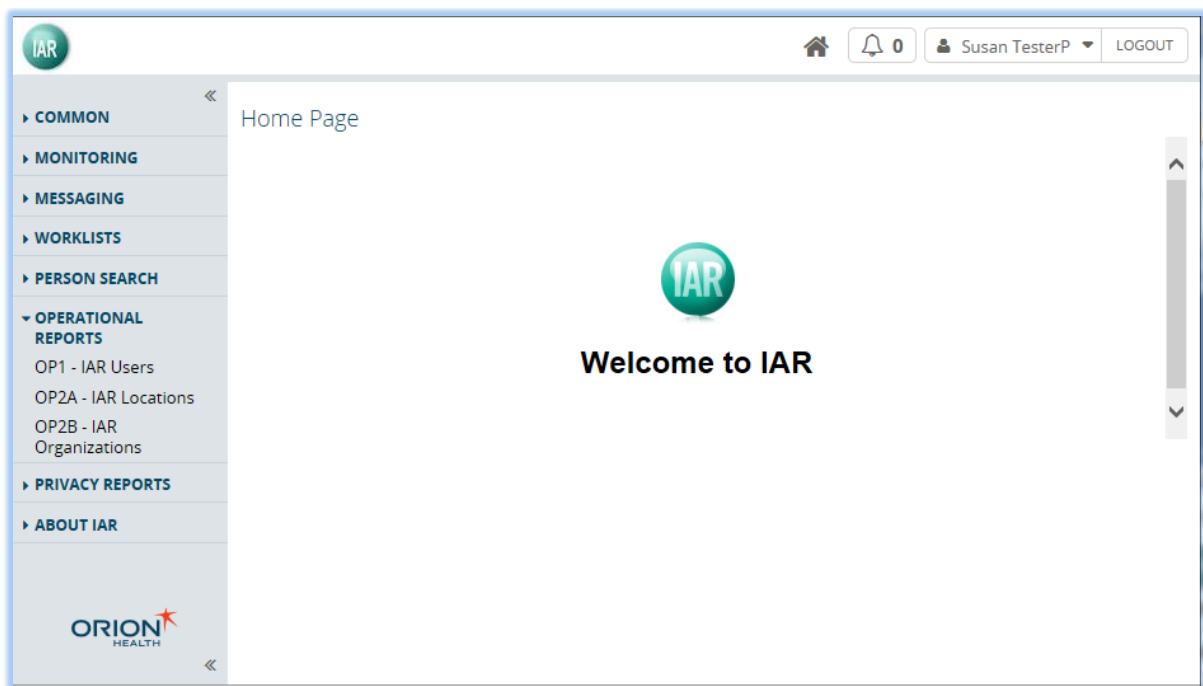 IAR
0
Susan TesterP
LOGOUT
COMMON
MONITORING
MESSAGING
WORKLISTS
PERSON SEARCH
OPERATIONAL
REPORTS
OP1 - IAR Users
OP2A - IAR Locations
OP2B - IAR
Organizations
PRIVACY REPORTS
ABOUT IAR
ORION
HEALTH
Home Page
IAR
Welcome to IAR